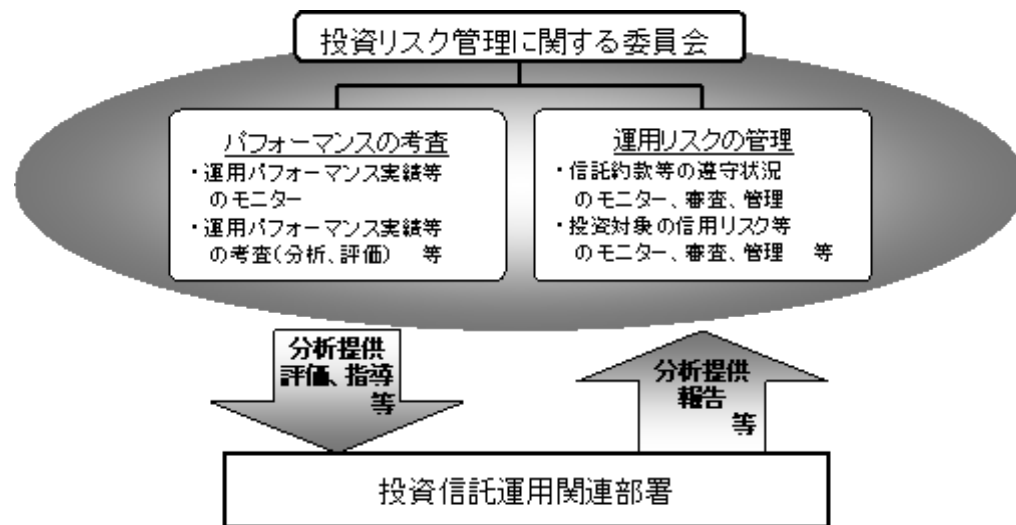 投資リスク管理に関する委員会
パフォーマンスの考査
・運用パフォーマンス実績等
のモニター
・運用パフォーマンス実績等
の考査(分析、評価)　等
運用リスクの管理
・信託約款等の遵守状況
のモニター、審査、管理
・投資対象の信用リスク等
のモニター、審査、管理　等
分析提供
評価、指導
等
分析提供
報告
等
投資信託運用関連部署